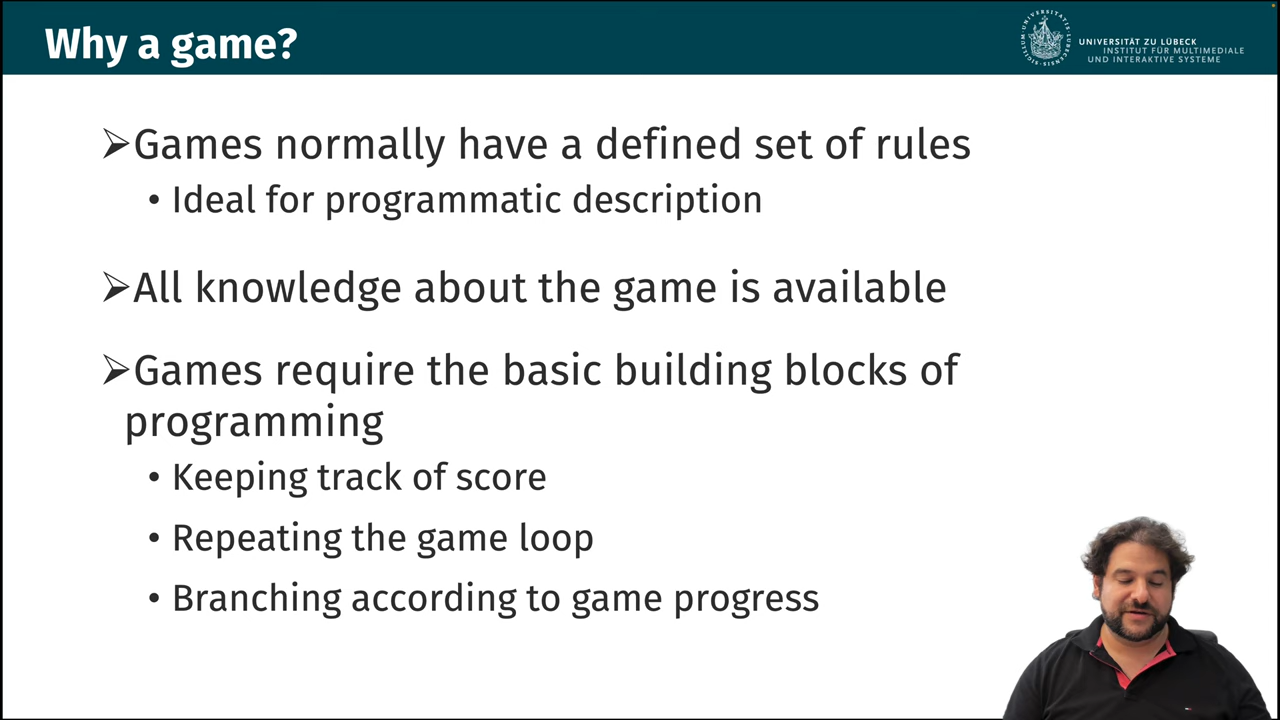 Why a game?
UNIVERSITÄT ZU LÜBECK
INSTITUT FÜR MULTIMEDIALE
UND INTERAKTIVE SYSTEME
➢Games normally have a defined set of rules
• Ideal for programmatic description
➢All knowledge about the game is available
➢Games require the basic building blocks of
programming
• Keeping track of score
• Repeating the game loop
• Branching according to game progress